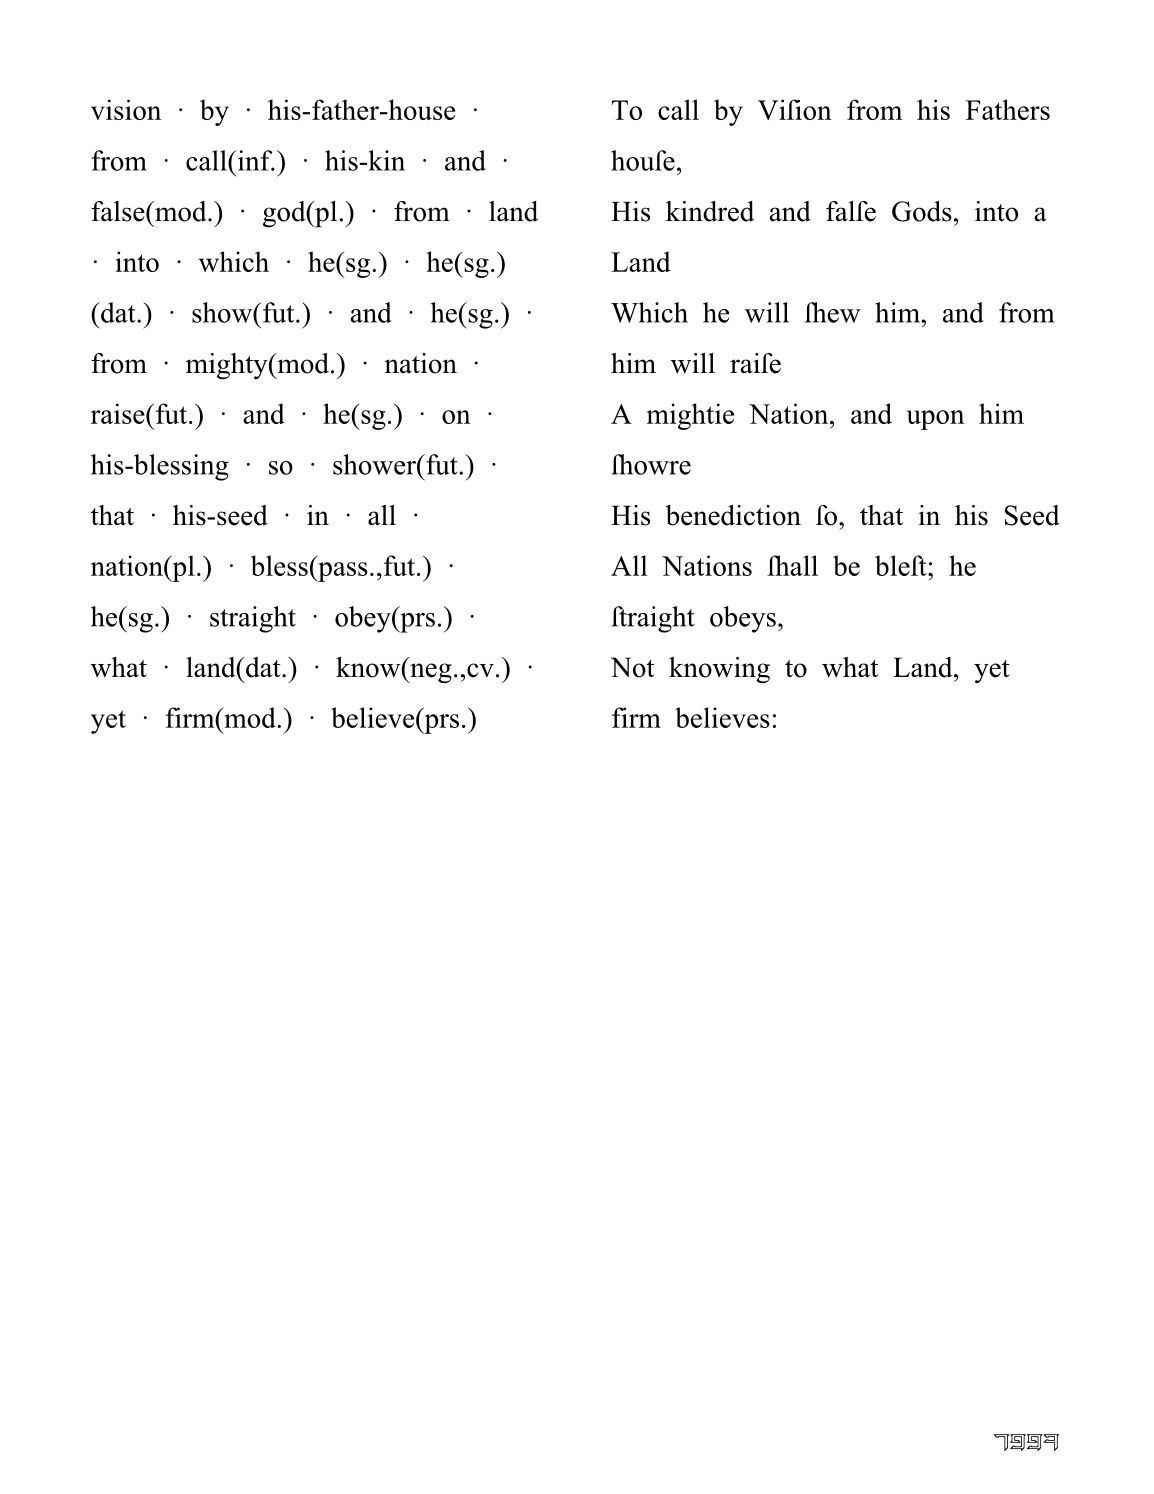 vision · by · his-father-house ·
from · call(inf.) · his-kin · and ·
false(mod.) · god(pl.) · from · land
· into · which · he(sg.) · he(sg.)
(dat.) · show(fut.) · and · he(sg.) ·
from · mighty(mod.) · nation ·
raise(fut.) · and · he(sg.) · on ·
his-blessing · so · shower(fut.) ·
that · his-seed · in · all ·
nation(pl.) · bless(pass.,fut.) ·
he(sg.) · straight · obey(prs.) ·
what · land(dat.) · know(neg.,cv.) ·
yet · firm(mod.) · believe(prs.)
To call by Viſion from his Fathers
houſe,
His kindred and falſe Gods, into a
Land
Which he will ſhew him, and from
him will raiſe
A mightie Nation, and upon him
ſhowre
His benediction ſo, that in his Seed
All Nations ſhall be bleſt; he
ſtraight obeys,
Not knowing to what Land, yet
firm believes: